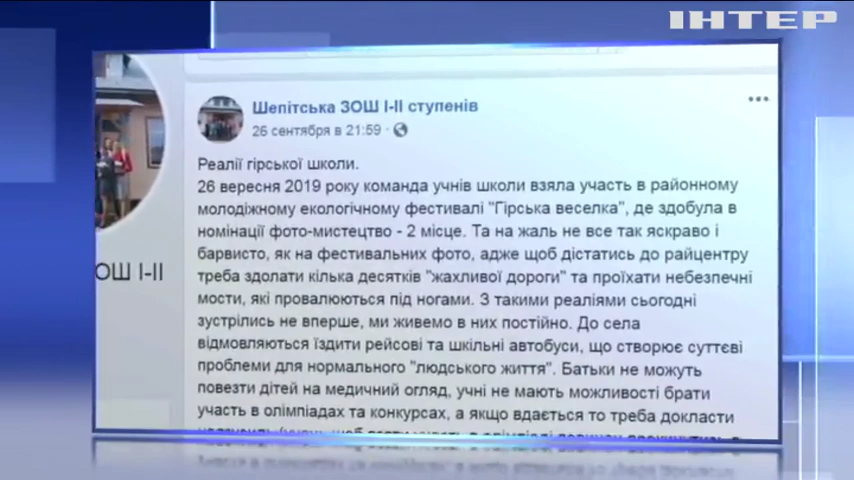 ІНТЕР
Шепітська ЗОШ І-ІІ ступенів
26 сентября в 21:59 ·
Реалії гірської школи.
26 вересня 2019 року команда учнів школи взяла участь в районному
молодіжному екологічному фестивалі "Гірська веселка", де здобула в
номінації фото-мистецтво - 2 місце. Та на жаль не все так яскраво і
барвисто, як на фестивальних фото, адже щоб дістатись до райцентру
треба здолати кілька десятків "жахливої дороги" та проїхати небезпечні
ЗОШ І-ІІ
мости, які провалюються під ногами. З такими реаліями сьогодні
зустрілись не вперше, ми живемо в них постійно. До села
відмовляються їздити рейсові та шкільні автобуси, що створює суттєві
проблеми для нормального "людського життя". Батьки не можуть
повезти дітей на медичний огляд, учні не мають можливості брати
участь в олімпіадах та конкурсах, а якщо вдається то треба докласти